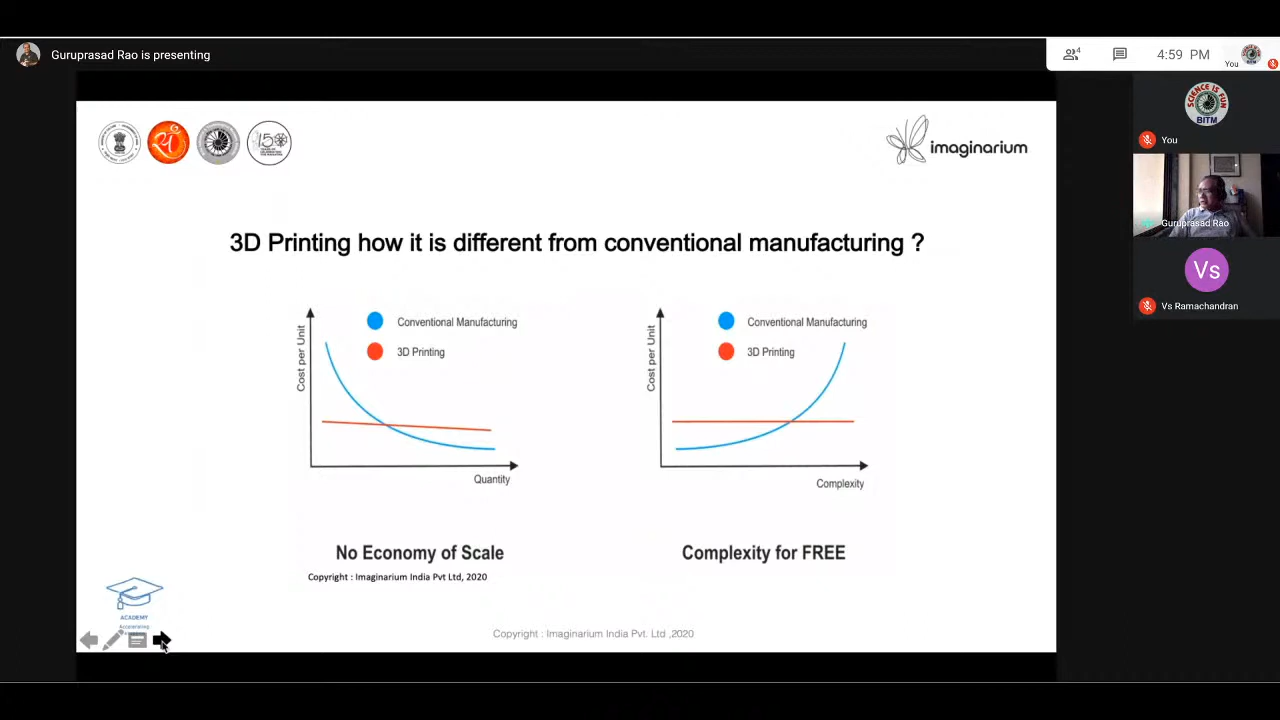 Guruprasad Rao is presenting
4
4:59 PM
You
SCIENCE IS FUN
BITM
You
Guruprasad Rao
Vs
Vs Ramachandran
150
imaginarium
3D Printing how it is different from conventional manufacturing ?
Cost per Unit
Conventional Manufacturing
3D Printing
Quantity
No Economy of Scale
Copyright : Imaginarium India Pvt Ltd, 2020
Cost per Unit
Conventional Manufacturing
3D Printing
Complexity
Complexity for FREE
ACADEMY
Accelerating
Copyright : Imaginarium India Pvt. Ltd ,2020